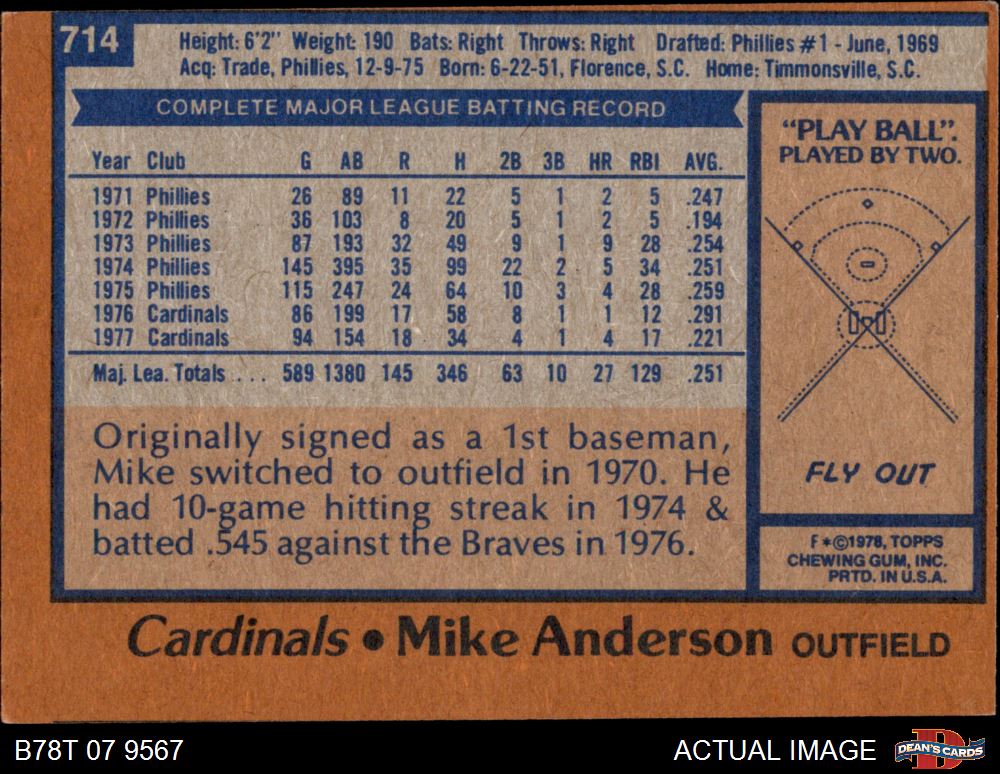 714
Height: 6'2" Weight: 190 Bats: Right Throws: Right Drafted: Phillies #1 - June, 1969
Acq: Trade, Phillies, 12-9-75 Born: 6-22-51, Florence, S.C. Home: Timmonsville, S.C.
COMPLETE MAJOR LEAGUE BATTING RECORD
Year Club G AB R H 2B 3B HR RBI AVG.
1971 Phillies 26 89 11 22 5 1 2 5 .247
1972 Phillies 36 103 8 20 5 1 2 5 .194
1973 Phillies 87 193 32 49 9 1 9 28 .254
1974 Phillies 145 395 35 99 22 2 5 34 .251
1975 Phillies 115 247 24 64 10 3 4 28 .259
1976 Cardinals 86 199 17 58 8 1 1 12 .291
1977 Cardinals 94 154 18 34 4 1 4 17 .221
Maj. Lea. Totals . . . 589 1380 145 346 63 10 27 129 .251
Originally signed as a 1st baseman,
Mike switched to outfield in 1970. He
had 10-game hitting streak in 1974 &
batted .545 against the Braves in 1976.
"PLAY BALL".
PLAYED BY TWO.
FLY OUT
F*©1978, TOPPS
CHEWING GUM, INC.
PRTD. IN U.S.A.
Cardinals • Mike Anderson OUTFIELD
B78T 07 9567
ACTUAL IMAGE
D
DEAN'S CARDS